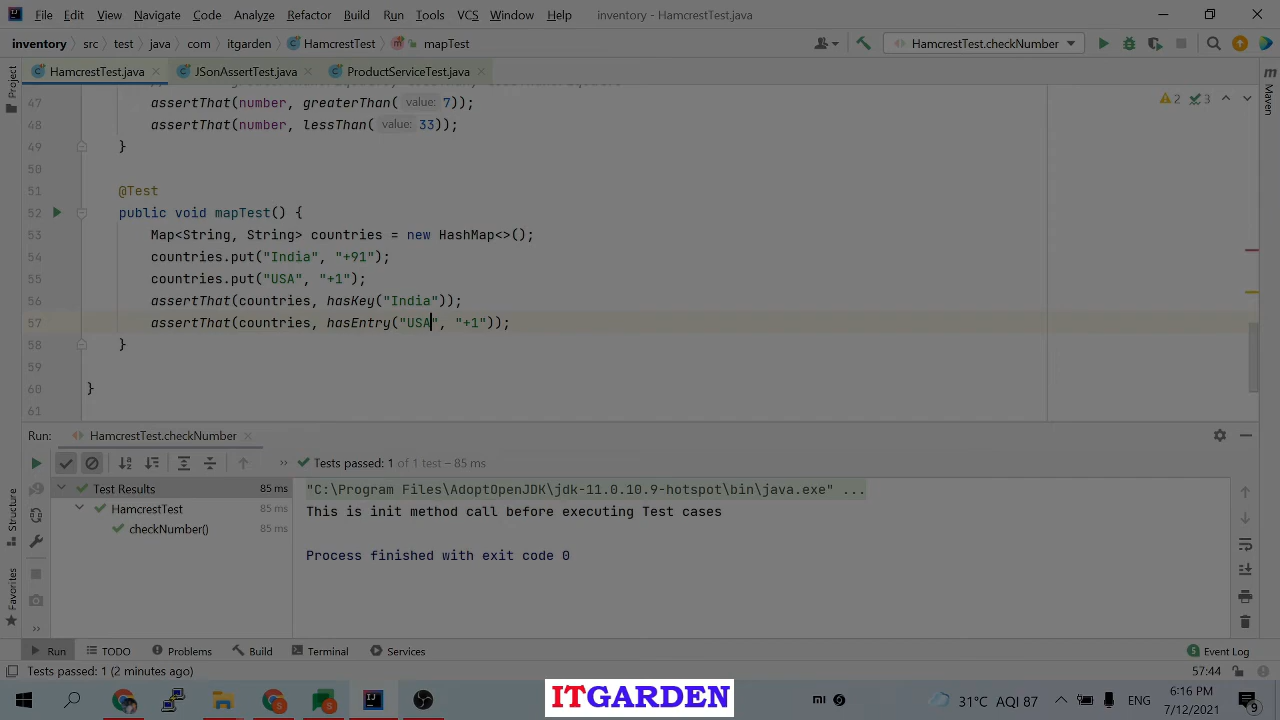 File Edit View Navigate Code Analyze Refactor Build Run Tools VCS Window Help inventory - HamcrestTest.java
inventory src test java com itgarden HamcrestTest mapTest HamcrestTest.checkNumber
HamcrestTest.java JSonAssertTest.java ProductServiceTest.java
Project
Maven
2 3
47 assertThat(number, greaterThan( value: 7));
48 assertThat(number, lessThan( value: 33));
49 }
50
51 @Test
52 public void mapTest() {
53 Map<String, String> countries = new HashMap<>();
54 countries.put("India", "+91");
55 countries.put("USA", "+1");
56 assertThat(countries, hasKey("India"));
57 assertThat(countries, hasEntry("USA", "+1"));
58 }
59
60 }
61
Run: HamcrestTest.checkNumber
Tests passed: 1 of 1 test – 85 ms
Test Results 85 ms
HamcrestTest 85 ms
checkNumber() 85 ms
"C:\Program Files\AdoptOpenJDK\jdk-11.0.10.9-hotspot\bin\java.exe" ...
This is init method call before executing Test cases
Process finished with exit code 0
Structure
Favorites
Run TODO Problems Build Terminal Services Event Log
Tests passed: 1 (2 minutes ago) 57:44
ITGARDEN
mi 31°C AQI 87 ENG 6:16 PM
7/12/2021 9